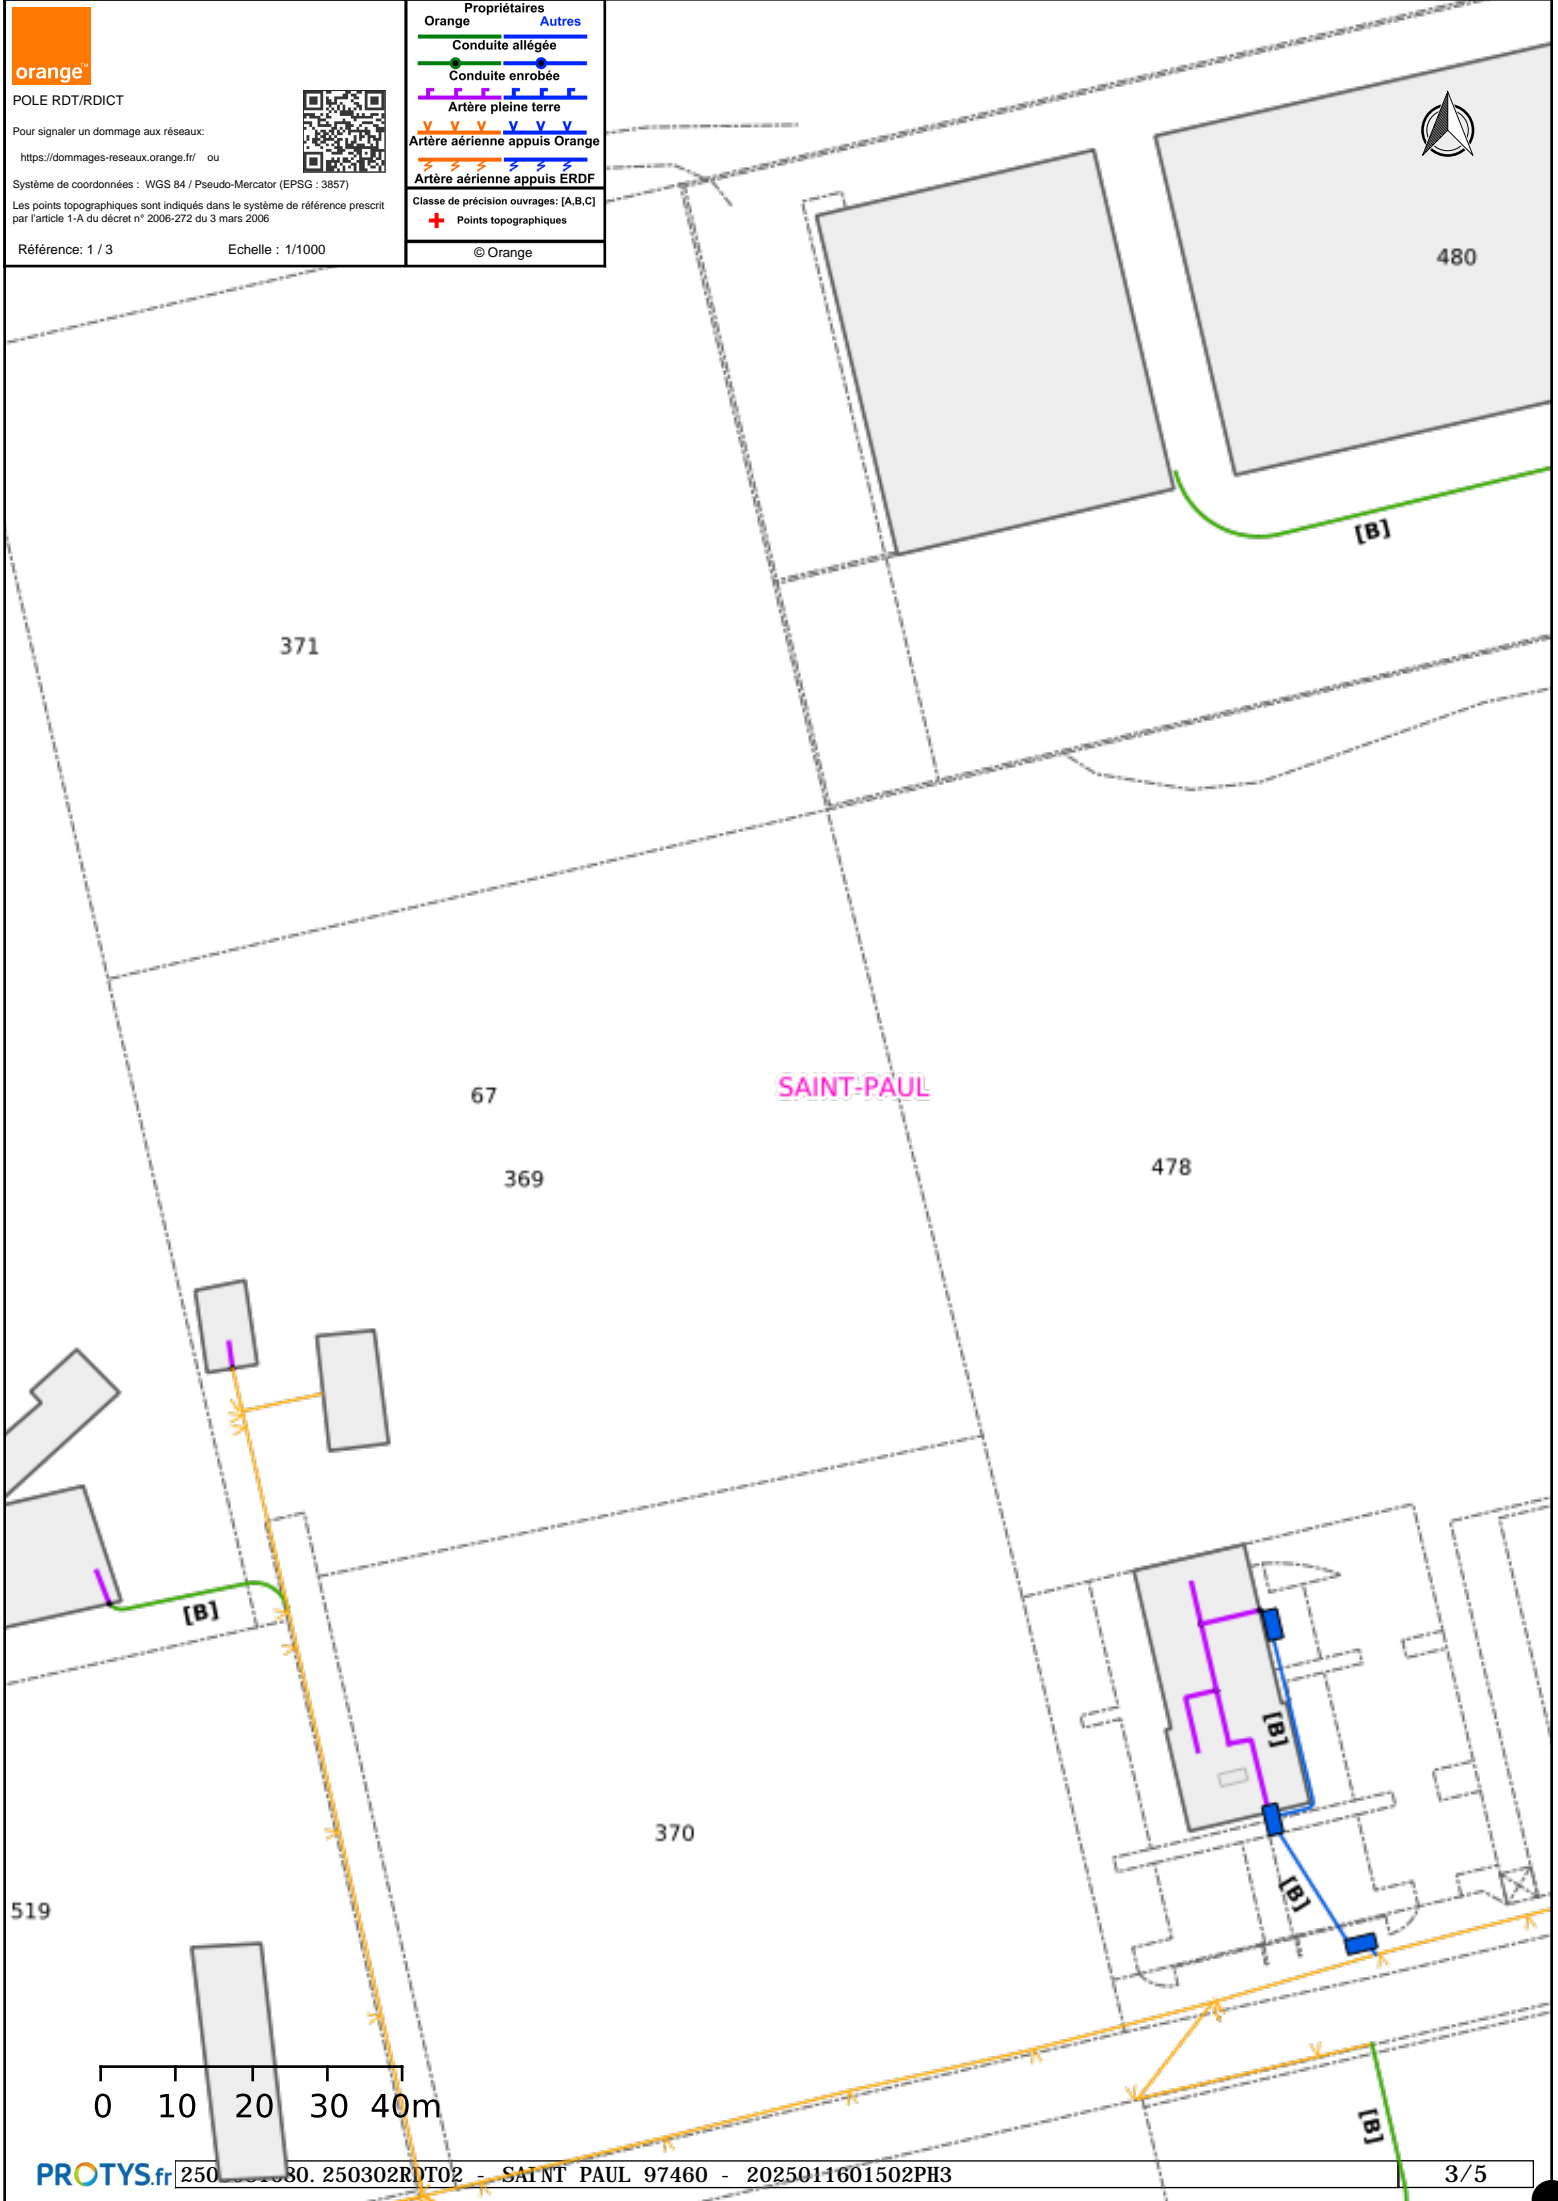 orange™
POLE RDT/RDICT
Pour signaler un dommage aux réseaux:
https://dommages-reseaux.orange.fr/ ou
Système de coordonnées : WGS 84 / Pseudo-Mercator (EPSG : 3857)
Les points topographiques sont indiqués dans le système de référence prescrit
par l'article 1-A du décret n° 2006-272 du 3 mars 2006
Référence: 1 / 3 Echelle : 1/1000
Propriétaires
Orange Autres
Conduite allégée
Conduite enrobée
Artère pleine terre
Artère aérienne appuis Orange
Artère aérienne appuis ERDF
Classe de précision ouvrages: [A,B,C]
Points topographiques
© Orange
480
[B]
371
67
SAINT-PAUL
369
478
[B]
[B]
370
[B]
519
0 10 20 30 40m
[B]
PROTYS.fr
250302RDT02 - SAINT PAUL 97460 - 2025011601502PH3
3/5